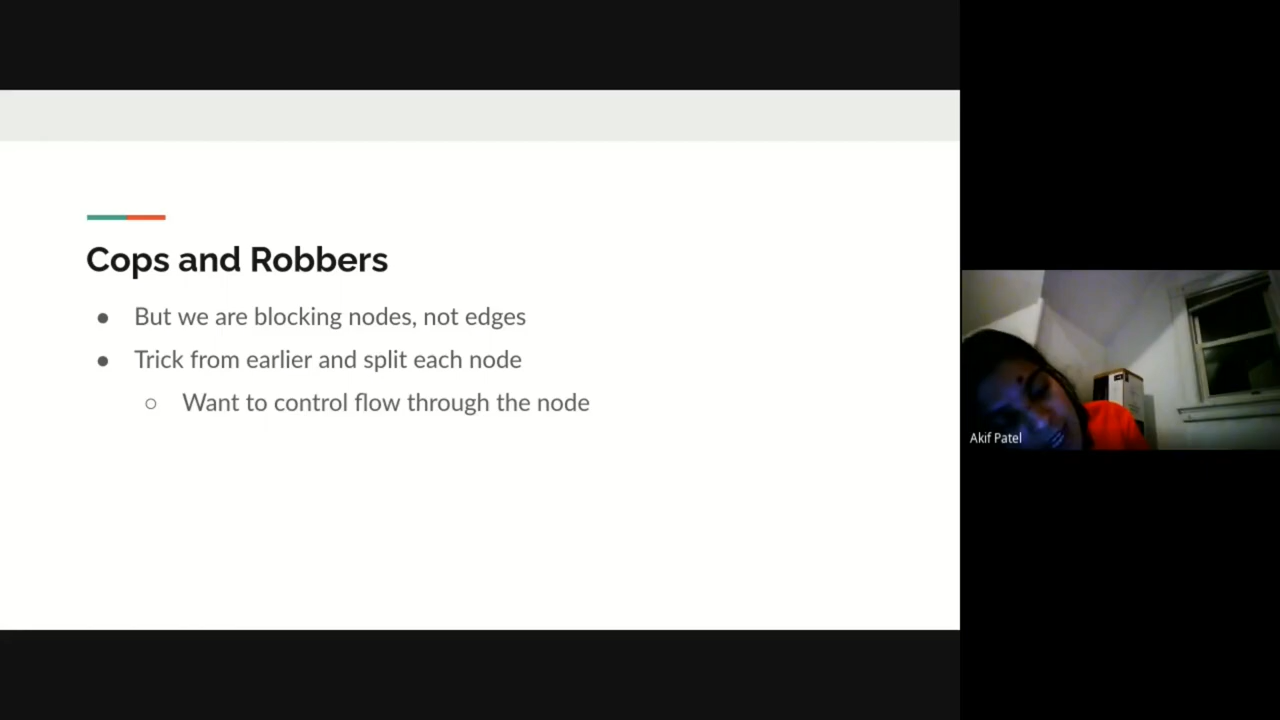 Cops and Robbers
● But we are blocking nodes, not edges
● Trick from earlier and split each node
○ Want to control flow through the node
Akif Patel